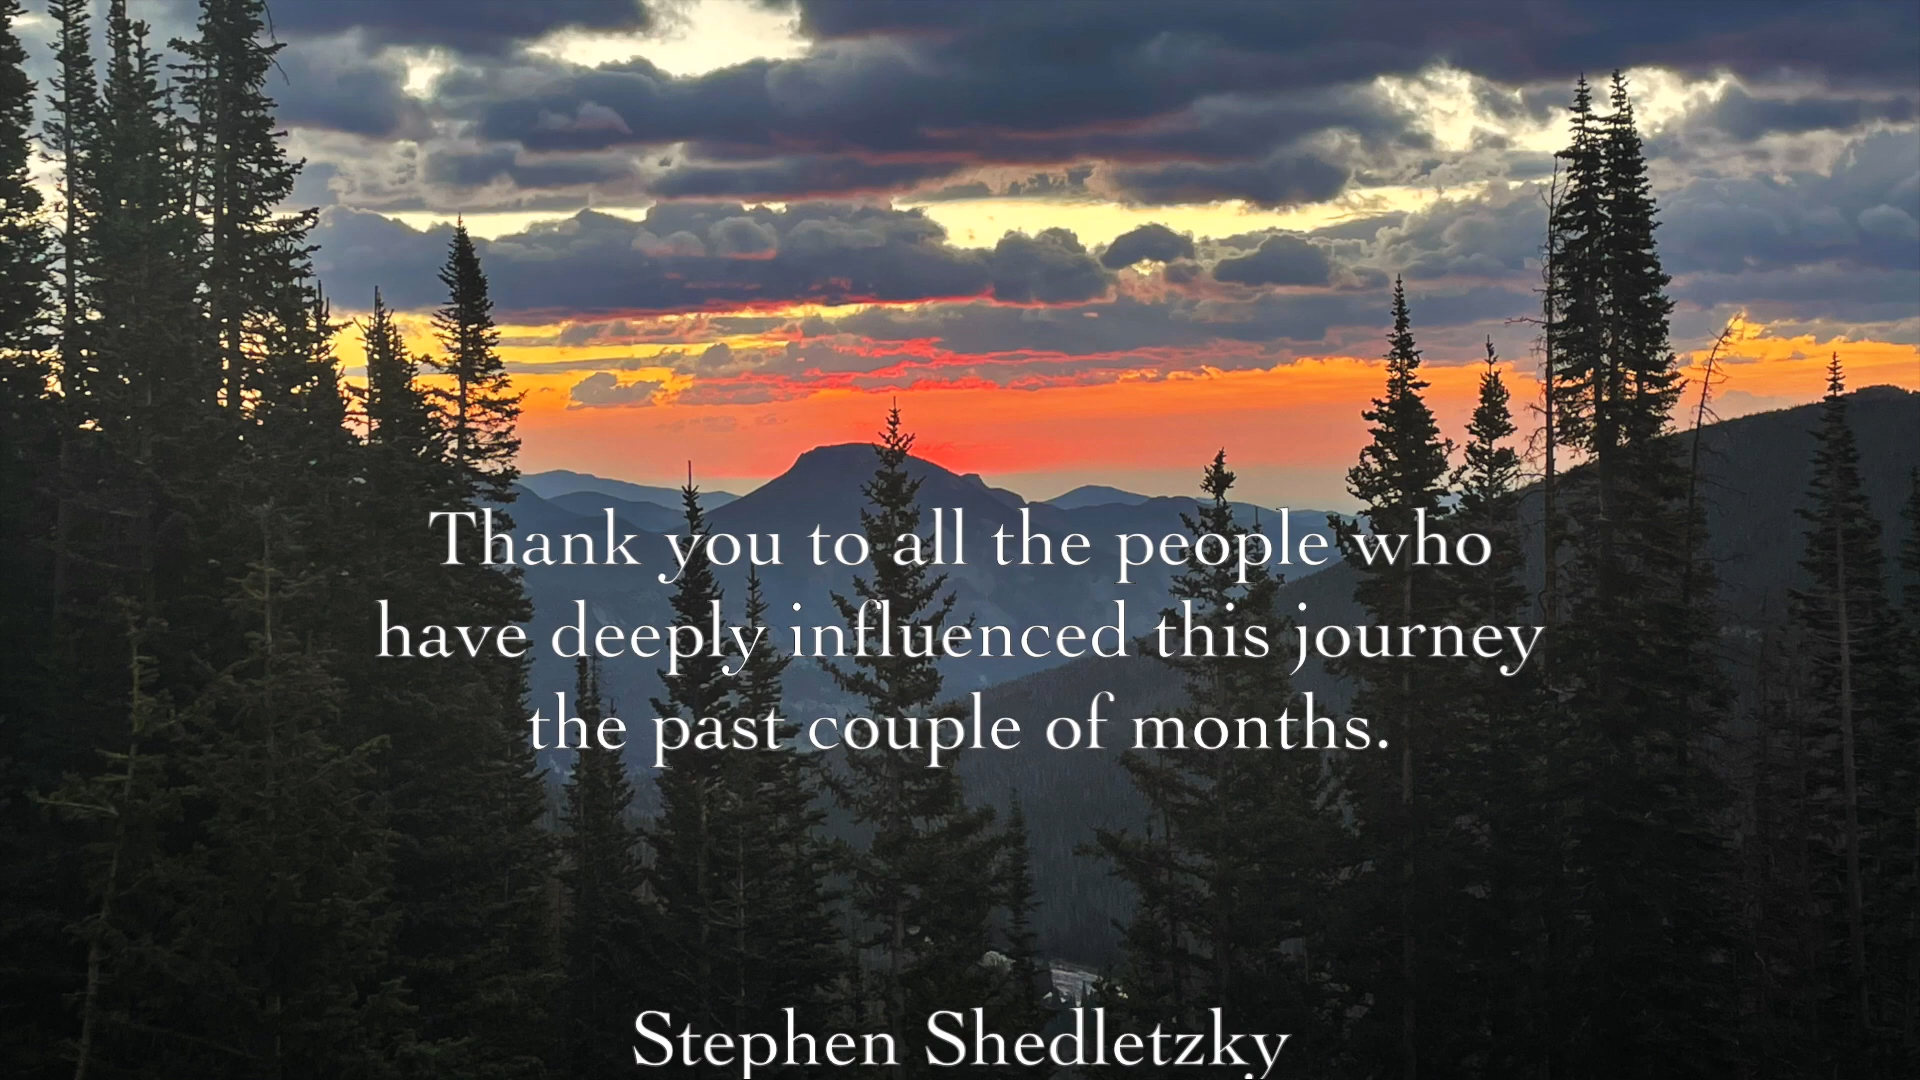 Thank you to all the people who
have deeply influenced this journey
the past couple of months.
Stephen Shedletzky